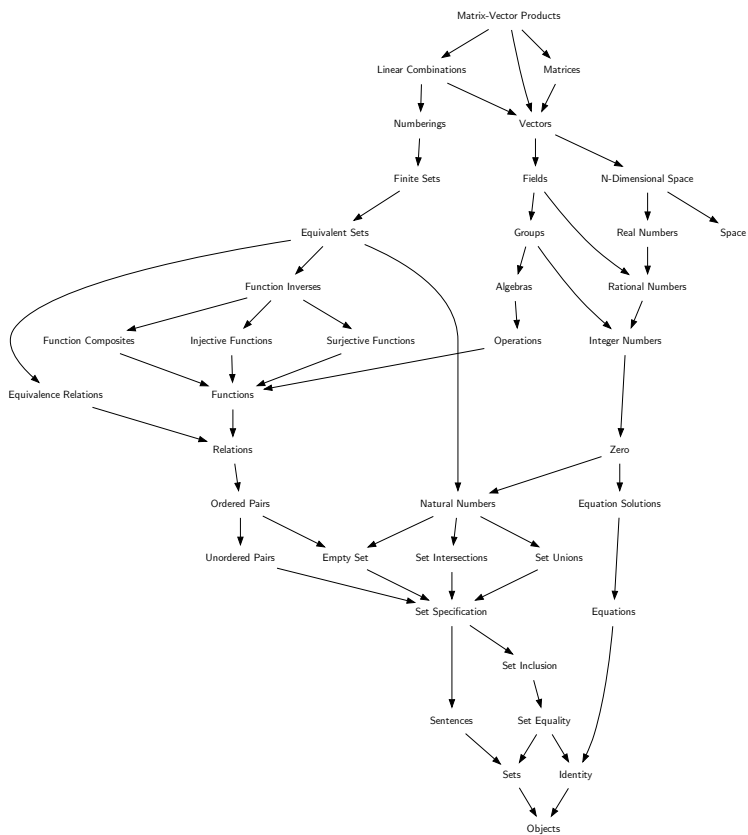 Matrix-Vector Products
Linear Combinations
Matrices
Numberings
Vectors
Finite Sets
Fields
N-Dimensional Space
Equivalent Sets
Groups
Real Numbers
Space
Function Inverses
Algebras
Rational Numbers
Function Composites
Injective Functions
Surjective Functions
Operations
Integer Numbers
Equivalence Relations
Functions
Relations
Zero
Ordered Pairs
Natural Numbers
Equation Solutions
Unordered Pairs
Empty Set
Set Intersections
Set Unions
Set Specification
Equations
Set Inclusion
Sentences
Set Equality
Sets
Identity
Objects